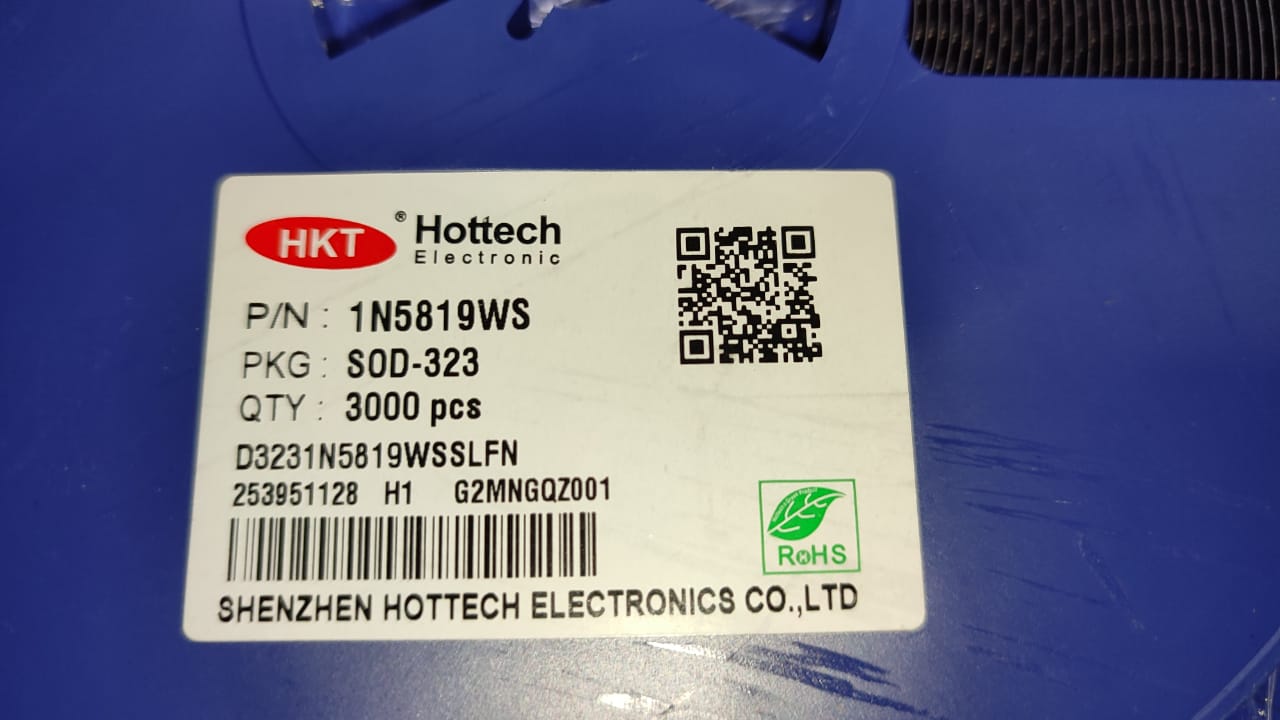 HKT ® Hottech
Electronic
P/N : 1N5819WS
PKG : SOD-323
QTY : 3000 pcs
D3231N5819WSSLFN
253951128 H1 G2MNGQZ001
RoHS
SHENZHEN HOTTECH ELECTRONICS CO.,LTD